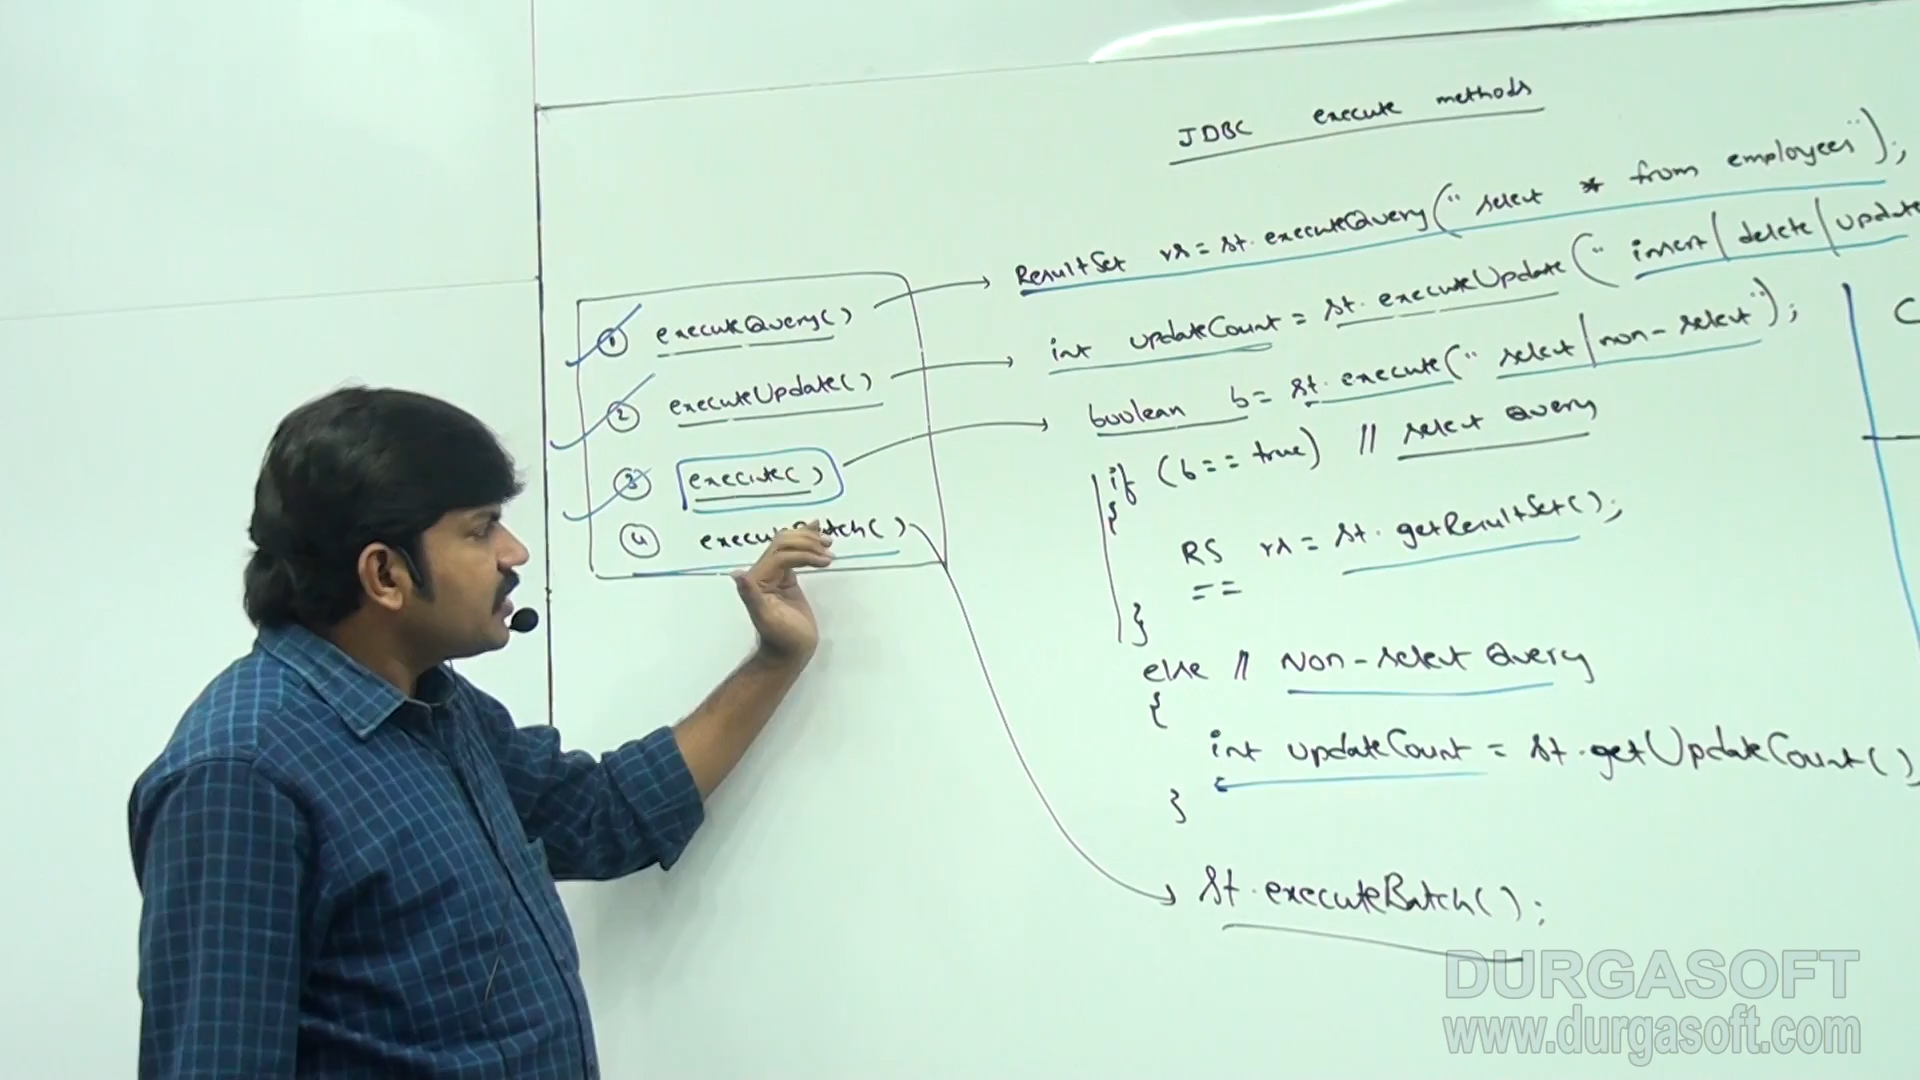 JDBC execute methods
① executeQuery()
② executeUpdate()
③ execute()
④ executeBatch()
ResultSet rs = st.executeQuery("select * from employees");
int updateCount = st.executeUpdate("insert/delete/update
boolean b = st.execute("select/non-select");
if (b == true) // select Query
{
RS rs = st.getResultSet();
}
else // Non-select Query
{
int updateCount = st.getUpdateCount();
}
st.executeBatch();
C
DURGASOFT
www.durgasoft.com